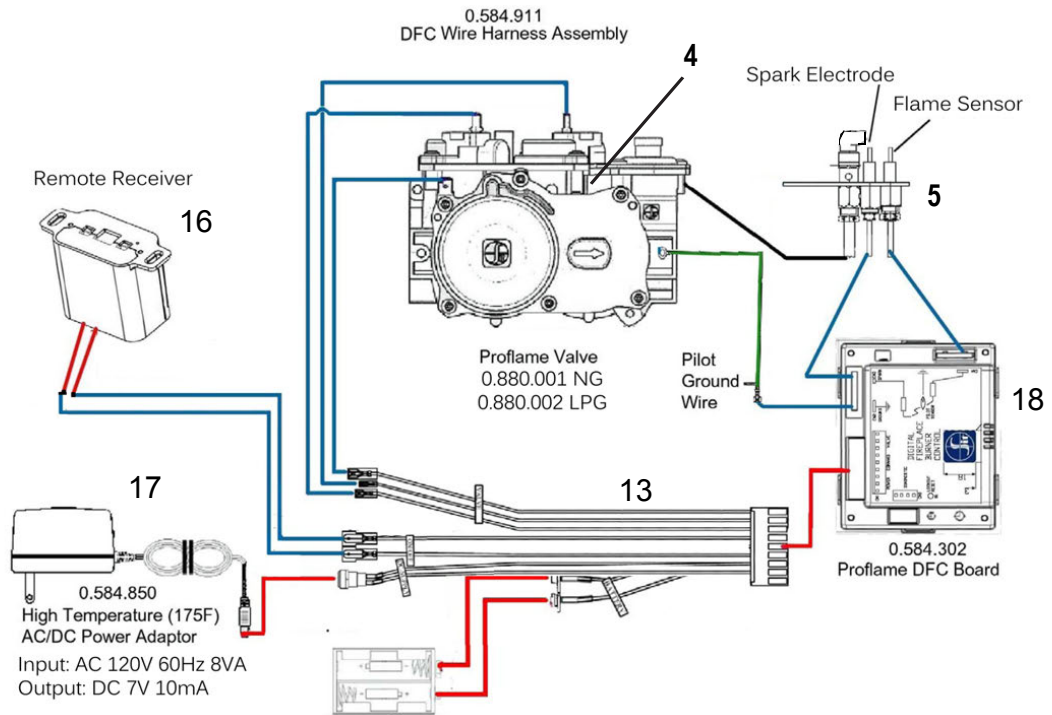 0.584.911
DFC Wire Harness Assembly
4
Spark Electrode
Flame Sensor
5
Remote Receiver
16
Proflame Valve
0.880.001 NG
0.880.002 LPG
Pilot
Ground
Wire
18
DIGITAL
FIREPLACE
BURNER
CONTROL
17
13
0.584.302
Proflame DFC Board
0.584.850
High Temperature (175F)
AC/DC Power Adaptor
Input: AC 120V 60Hz 8VA
Output: DC 7V 10mA